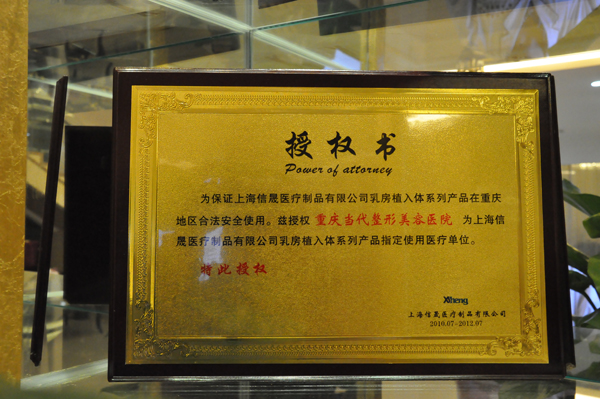 授权书
Power of attorney
为保证上海信晟医疗制品有限公司乳房植入体系列产品在重庆
地区合法安全使用。兹授权 重庆当代整形美容医院 为上海信
晟医疗制品有限公司乳房植入体系列产品指定使用医疗单位。
特此授权
Xiheng
上海信晟医疗制品有限公司
2010.07-2012.07